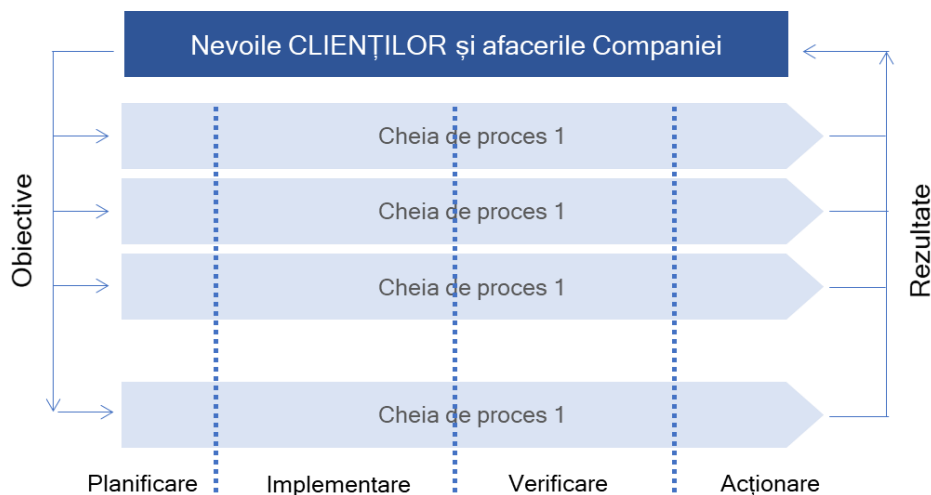 Nevoile CLIENȚILOR și afacerile Companiei
Obiective
Cheia de proces 1
Cheia de proces 1
Cheia de proces 1
Cheia de proces 1
Rezultate
Planificare
Implementare
Verificare
Acționare